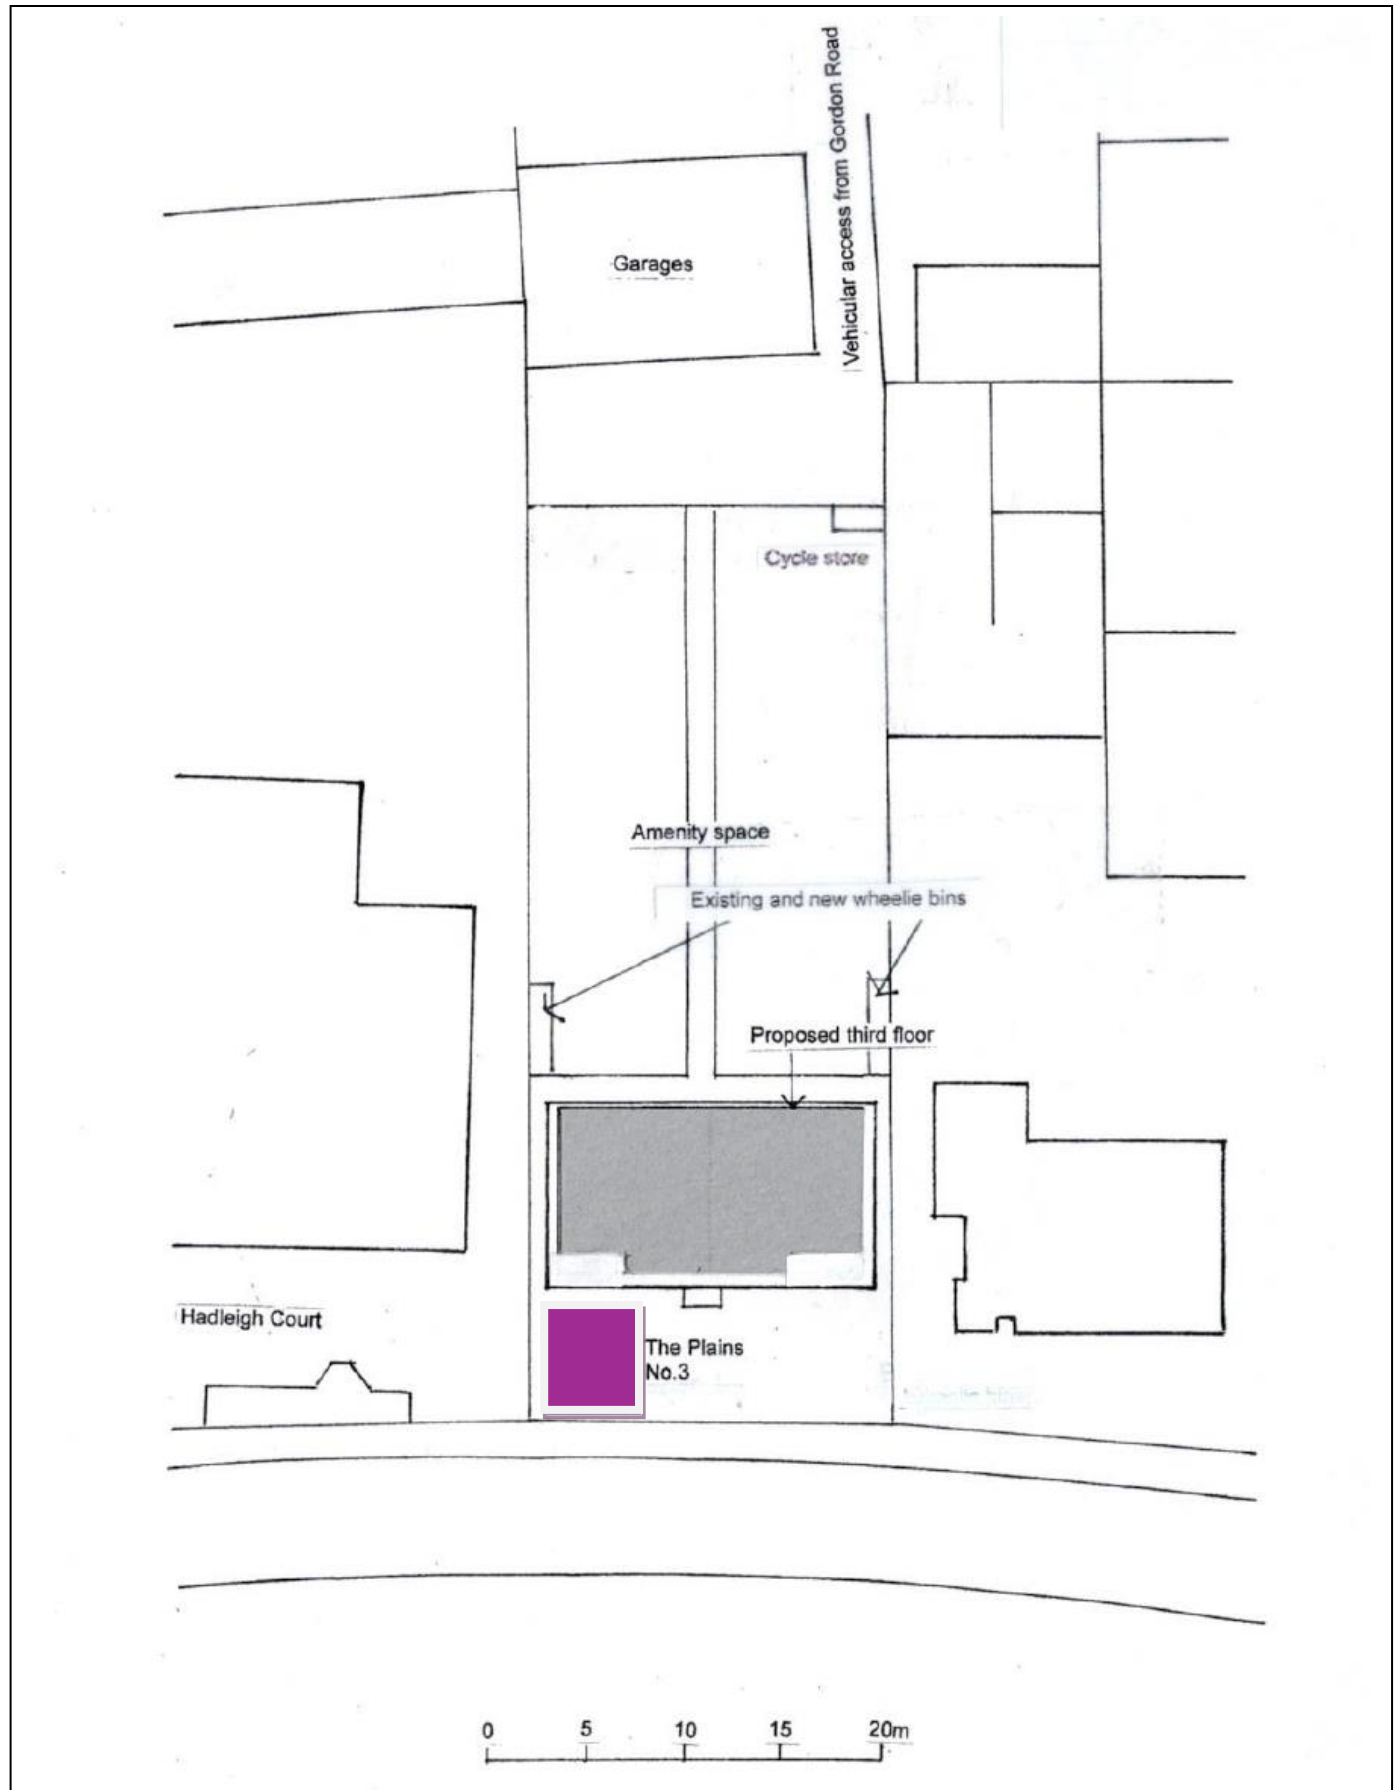 Vehicular access from Gordon Road
Garages
Cycle store
Amenity space
Existing and new wheelie bins
Proposed third floor
Hadleigh Court
The Plains
No.3
0 5 10 15 20m